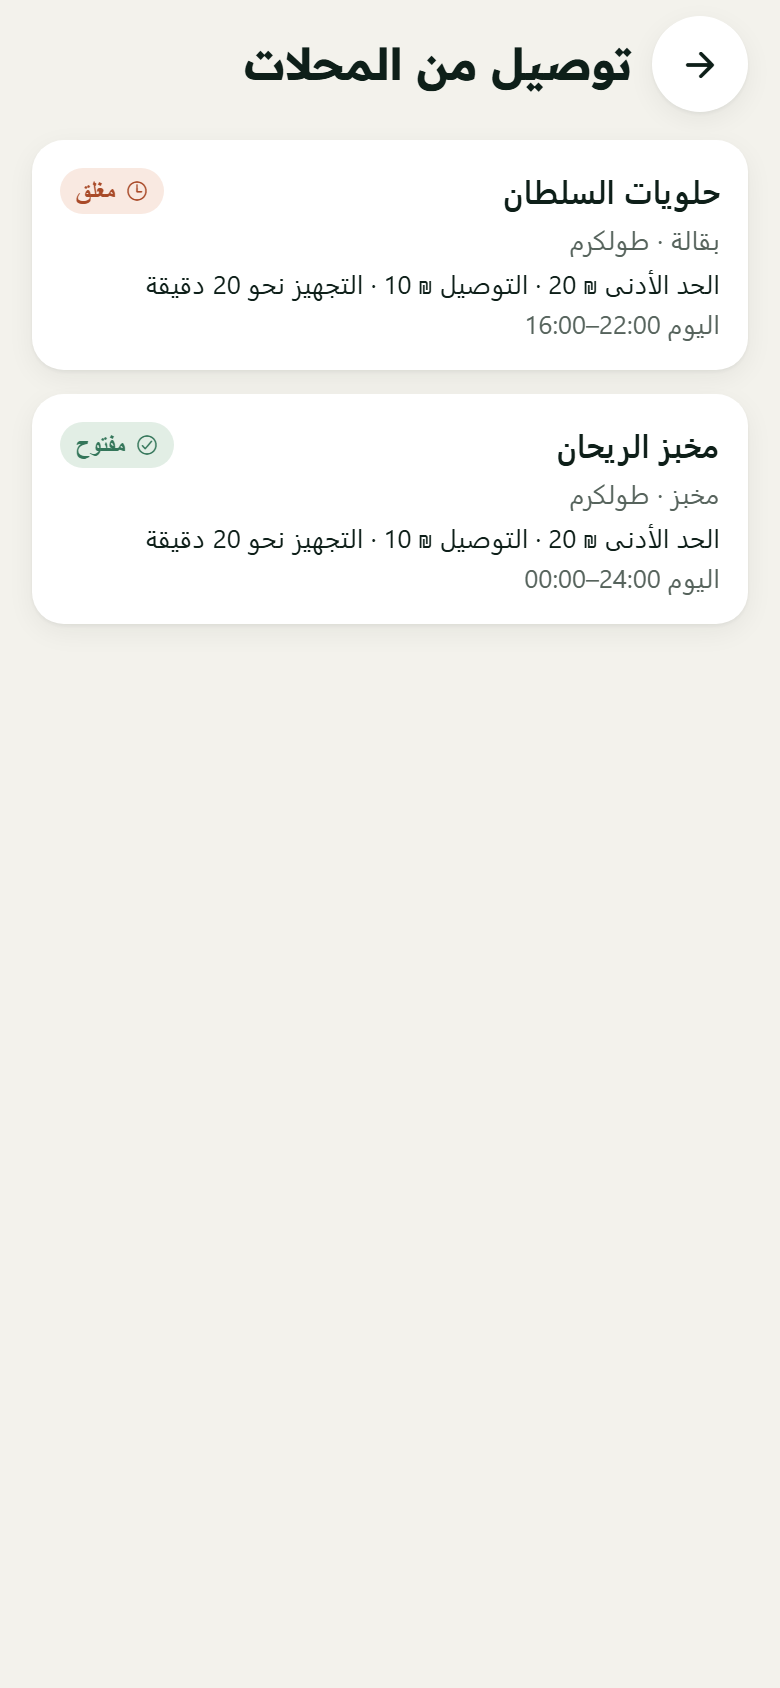 توصيل من المحلات
حلويات السلطان
مغلق
بقالة · طولكرم
الحد الأدنى ₪ 20 · التوصيل ₪ 10 · التجهيز نحو 20 دقيقة
اليوم 16:00–22:00
مخبز الريحان
مفتوح
مخبز · طولكرم
الحد الأدنى ₪ 20 · التوصيل ₪ 10 · التجهيز نحو 20 دقيقة
اليوم 00:00–24:00